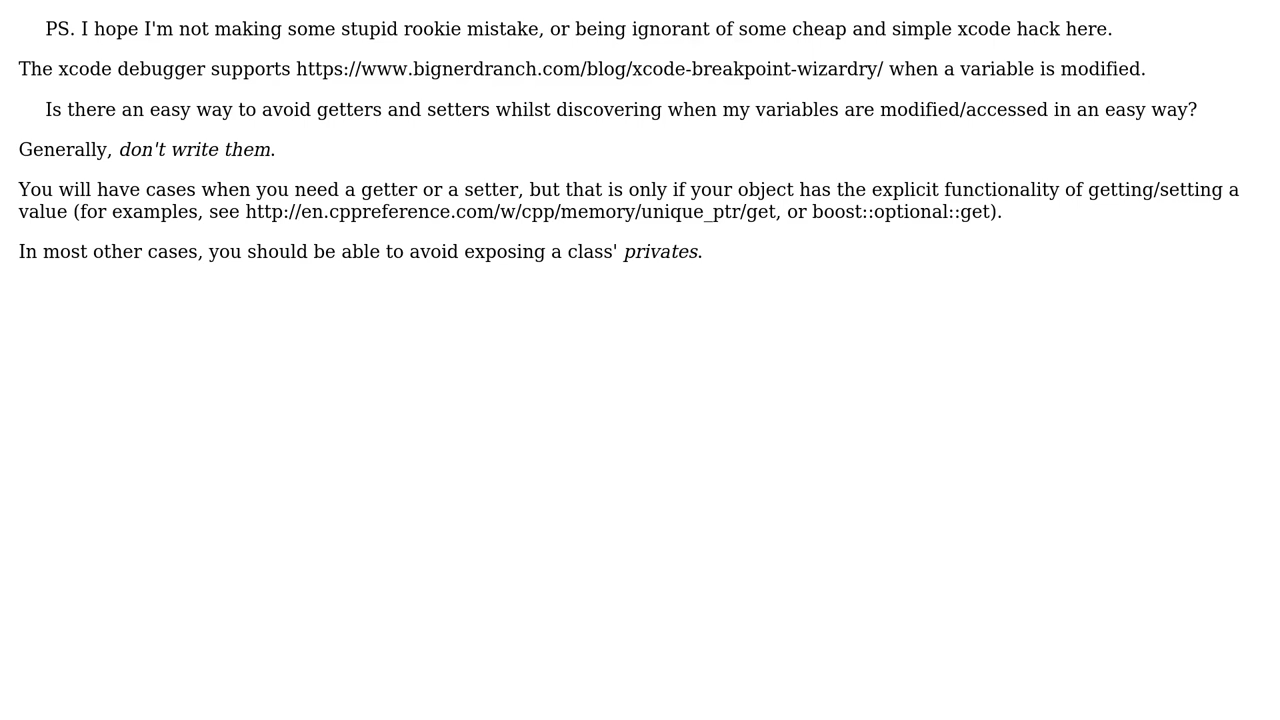 PS. I hope I'm not making some stupid rookie mistake, or being ignorant of some cheap and simple xcode hack here.
The xcode debugger supports https://www.bignerdranch.com/blog/xcode-breakpoint-wizardry/ when a variable is modified.
Is there an easy way to avoid getters and setters whilst discovering when my variables are modified/accessed in an easy way?
Generally, don't write them.
You will have cases when you need a getter or a setter, but that is only if your object has the explicit functionality of getting/setting a
value (for examples, see http://en.cppreference.com/w/cpp/memory/unique_ptr/get, or boost::optional::get).
In most other cases, you should be able to avoid exposing a class' privates.